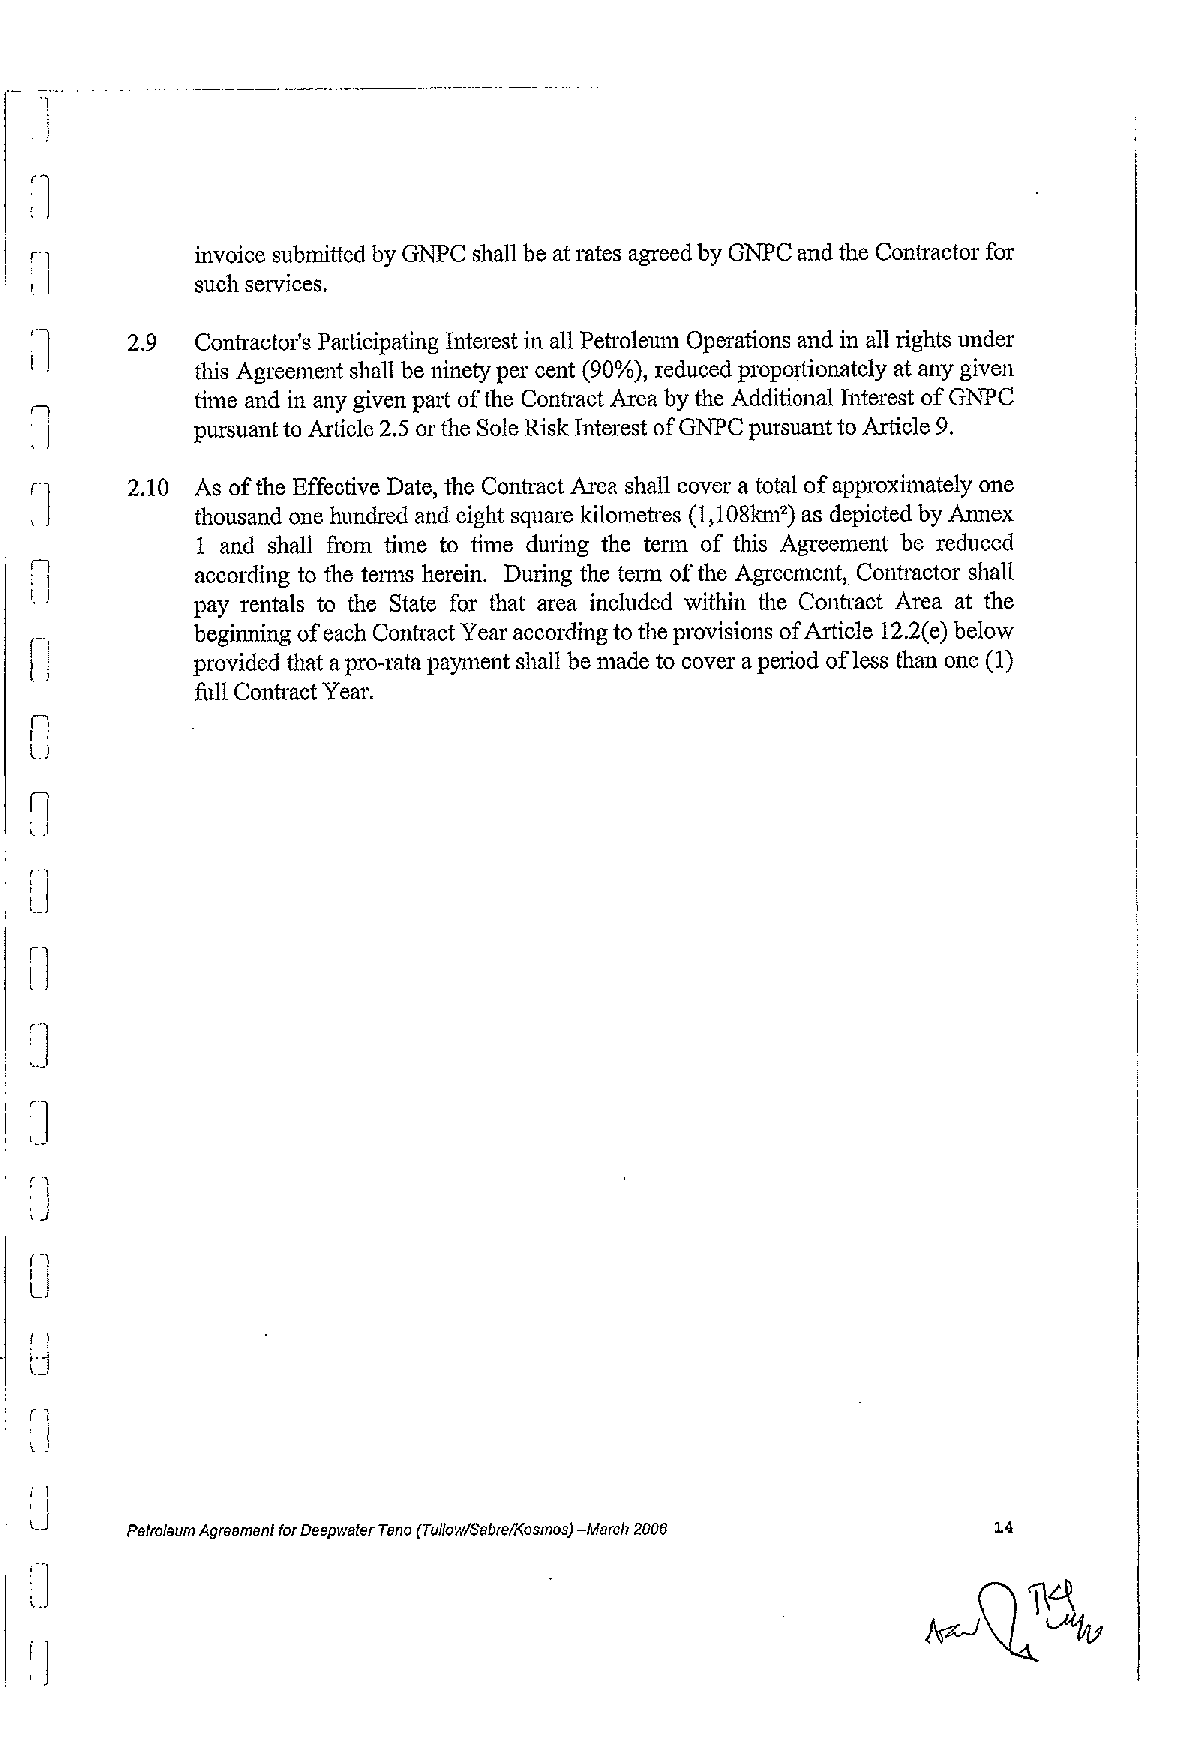 invoice submitted by GNPC shall be at rates agreed by GNPC and the Contractor for
such services.
2.9 Contractor's Participating Interest in all Petroleum Operations and in all rights under
this Agreement shall be ninety per cent (90%), reduced proportionately at any given
time and in any given part of the Contract Area by the Additional Interest of GNPC
pursuant to Article 2.5 or the Sole Risk Interest of GNPC pursuant to Article 9.
2.10 As of the Effective Date, the Contract Area shall cover a total of approximately one
thousand one hundred and eight square kilometres (1,108km²) as depicted by Annex
1 and shall from time to time during the term of this Agreement be reduced
according to the terms herein. During the term of the Agreement, Contractor shall
pay rentals to the State for that area included within the Contract Area at the
beginning of each Contract Year according to the provisions of Article 12.2(e) below
provided that a pro-rata payment shall be made to cover a period of less than one (1)
full Contract Year.
Petroleum Agreement for Deepwater Tano (Tullow/Sabre/Kosmos) –March 2006 14